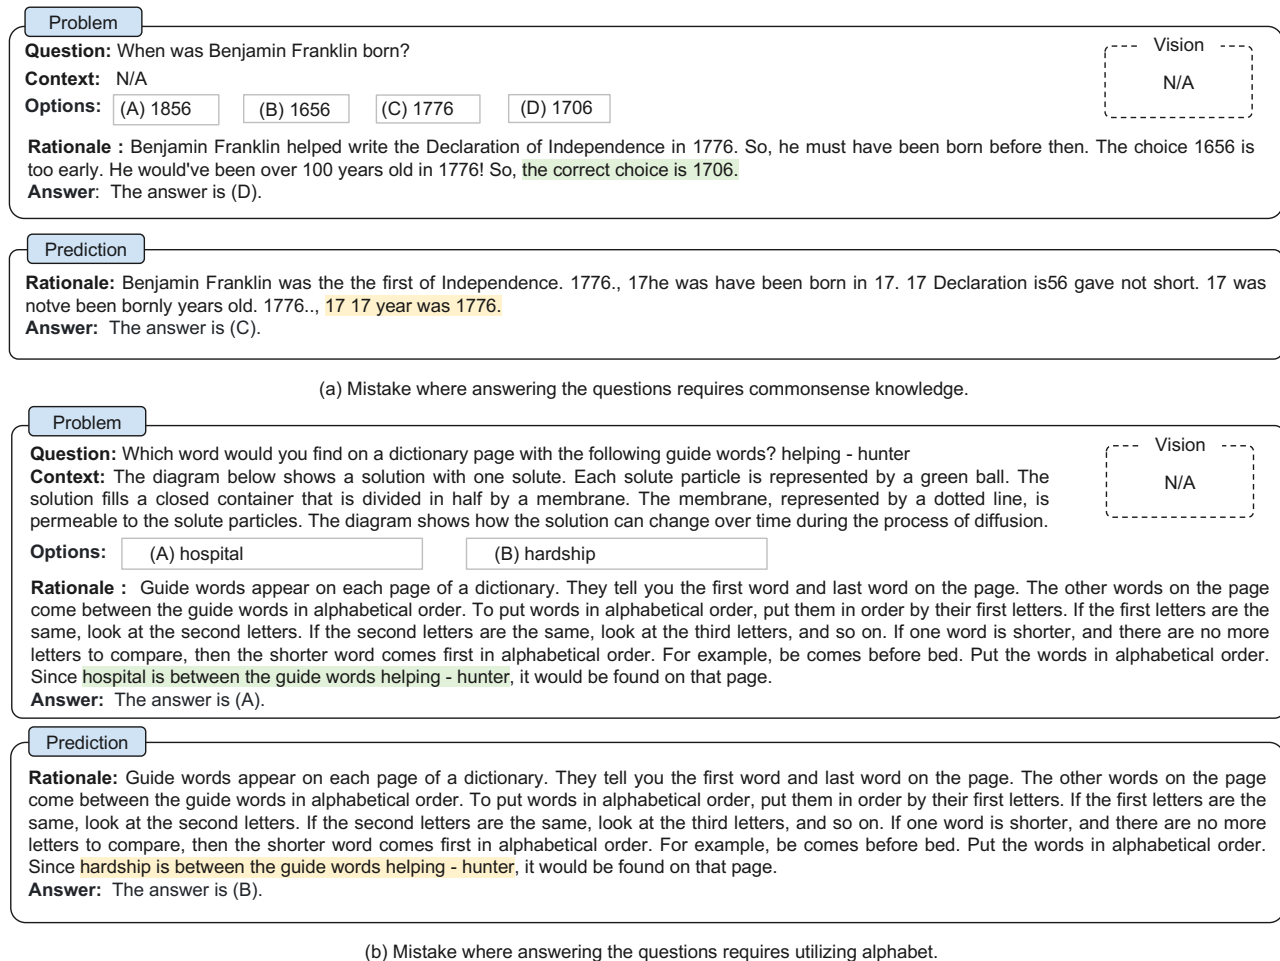 Problem
Question: When was Benjamin Franklin born?
Vision
Context: N/A
N/A
Options: (A) 1856 (B) 1656 (C) 1776 (D) 1706
Rationale : Benjamin Franklin helped write the Declaration of Independence in 1776. So, he must have been born before then. The choice 1656 is
too early. He would've been over 100 years old in 1776! So, the correct choice is 1706.
Answer: The answer is (D).
Prediction
Rationale: Benjamin Franklin was the the first of Independence. 1776., 17he was have been born in 17. 17 Declaration is56 gave not short. 17 was
notve been bornly years old. 1776.., 17 17 year was 1776.
Answer: The answer is (C).
(a) Mistake where answering the questions requires commonsense knowledge.
Problem
Question: Which word would you find on a dictionary page with the following guide words? helping - hunter
Vision
Context: The diagram below shows a solution with one solute. Each solute particle is represented by a green ball. The
solution fills a closed container that is divided in half by a membrane. The membrane, represented by a dotted line, is
N/A
permeable to the solute particles. The diagram shows how the solution can change over time during the process of diffusion.
Options: (A) hospital (B) hardship
Rationale : Guide words appear on each page of a dictionary. They tell you the first word and last word on the page. The other words on the page
come between the guide words in alphabetical order. To put words in alphabetical order, put them in order by their first letters. If the first letters are the
same, look at the second letters. If the second letters are the same, look at the third letters, and so on. If one word is shorter, and there are no more
letters to compare, then the shorter word comes first in alphabetical order. For example, be comes before bed. Put the words in alphabetical order.
Since hospital is between the guide words helping - hunter, it would be found on that page.
Answer: The answer is (A).
Prediction
Rationale: Guide words appear on each page of a dictionary. They tell you the first word and last word on the page. The other words on the page
come between the guide words in alphabetical order. To put words in alphabetical order, put them in order by their first letters. If the first letters are the
same, look at the second letters. If the second letters are the same, look at the third letters, and so on. If one word is shorter, and there are no more
letters to compare, then the shorter word comes first in alphabetical order. For example, be comes before bed. Put the words in alphabetical order.
Since hardship is between the guide words helping - hunter, it would be found on that page.
Answer: The answer is (B).
(b) Mistake where answering the questions requires utilizing alphabet.